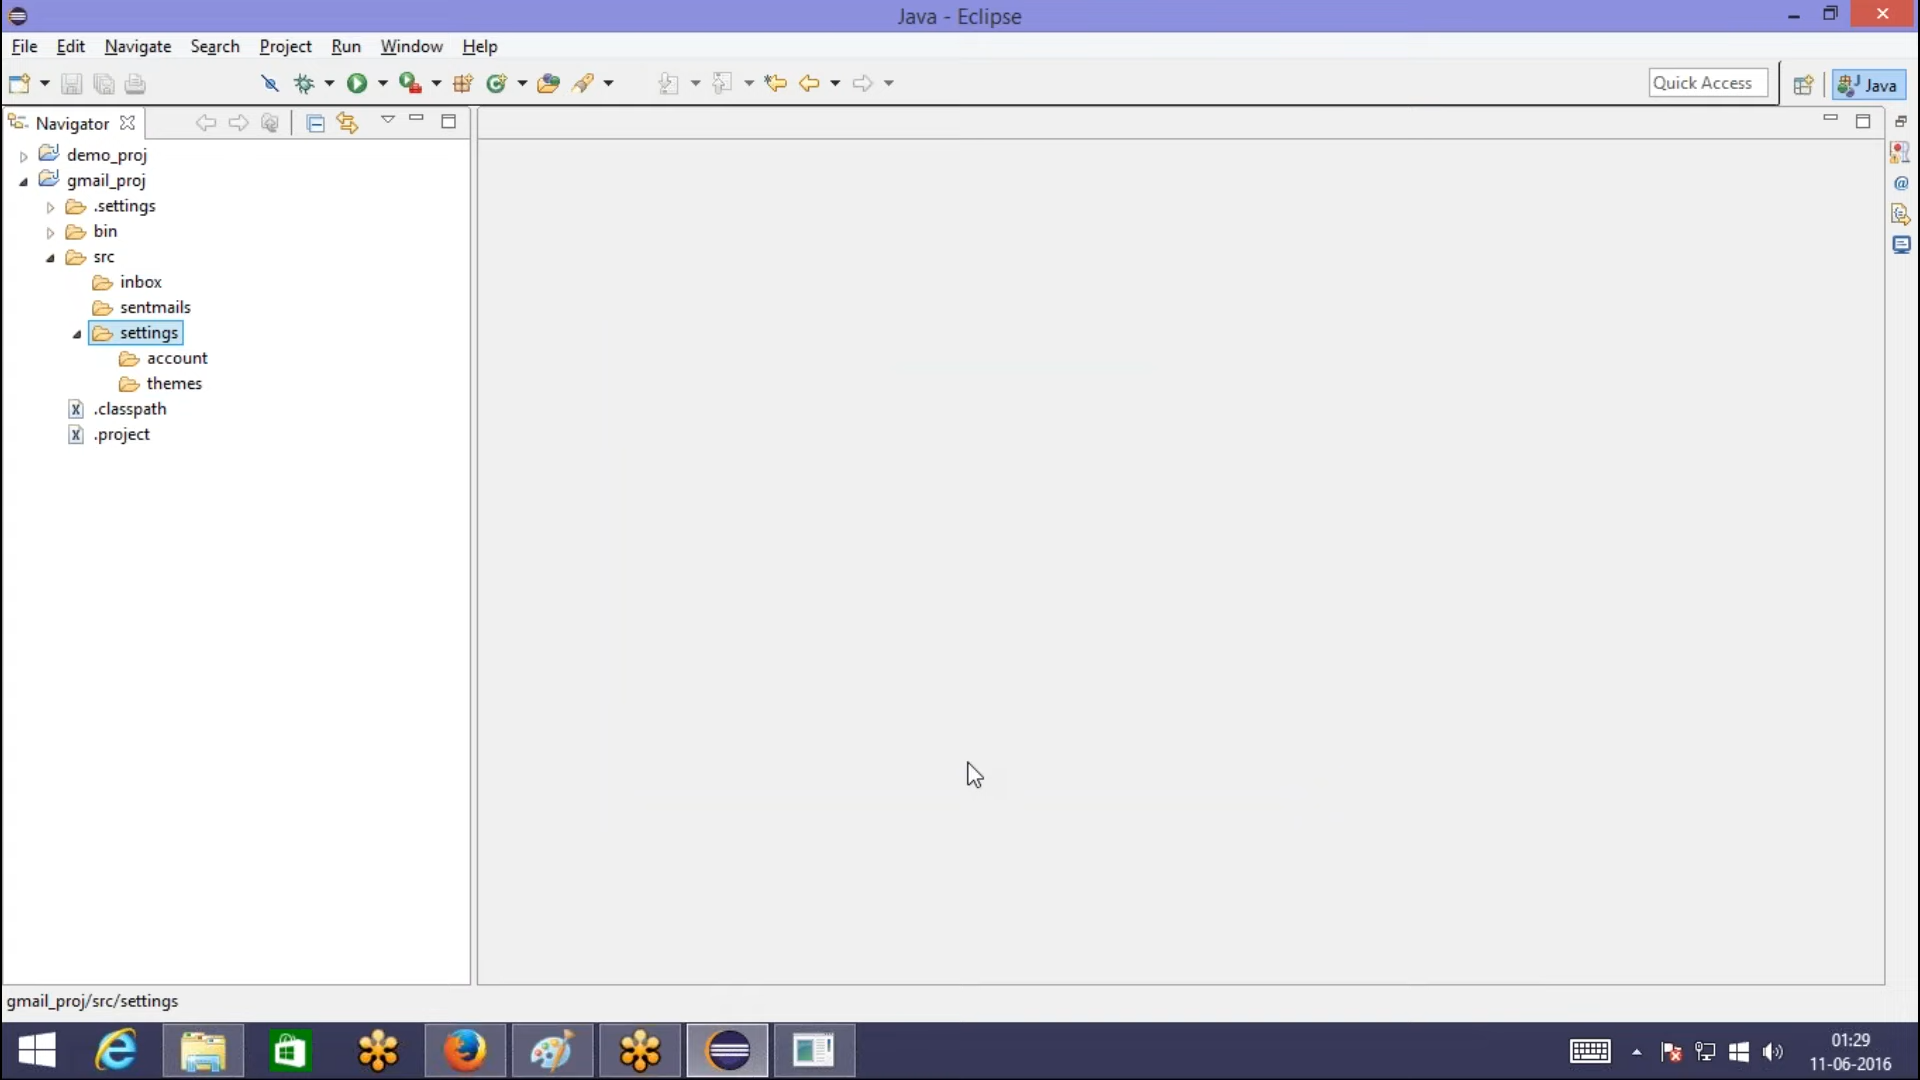 Java - Eclipse
File Edit Navigate Search Project Run Window Help
Quick Access
Java
Navigator
demo_proj
gmail_proj
.settings
bin
src
inbox
sentmails
settings
account
themes
.classpath
.project
gmail_proj/src/settings
01:29
11-06-2016